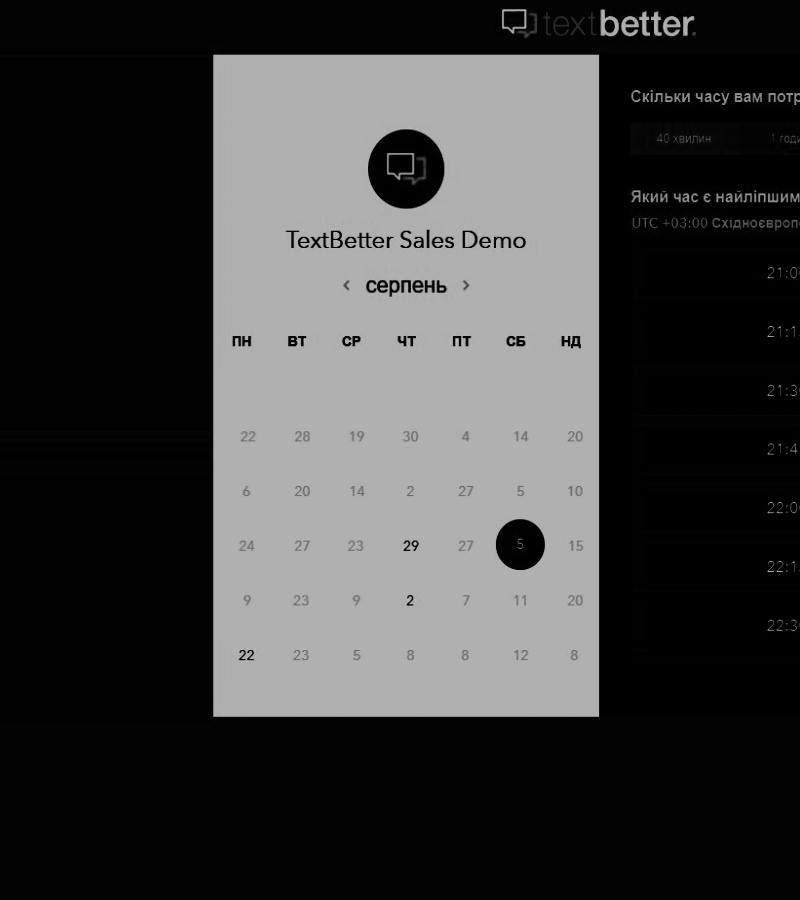 textbetter.
TextBetter Sales Demo
серпень
ПН ВТ СР ЧТ ПТ СБ НД
22 28 19 30 4 14 20
6 20 14 2 27 5 10
24 27 23 29 27 5 15
9 23 9 2 7 11 20
22 23 5 8 8 12 8
Скільки часу вам потр
40 хвилин 1 годи
Який час є найліпшим
UTC +03:00 Східноєвропе
21:0
21:1
21:3
21:4
22:0
22:1
22:3